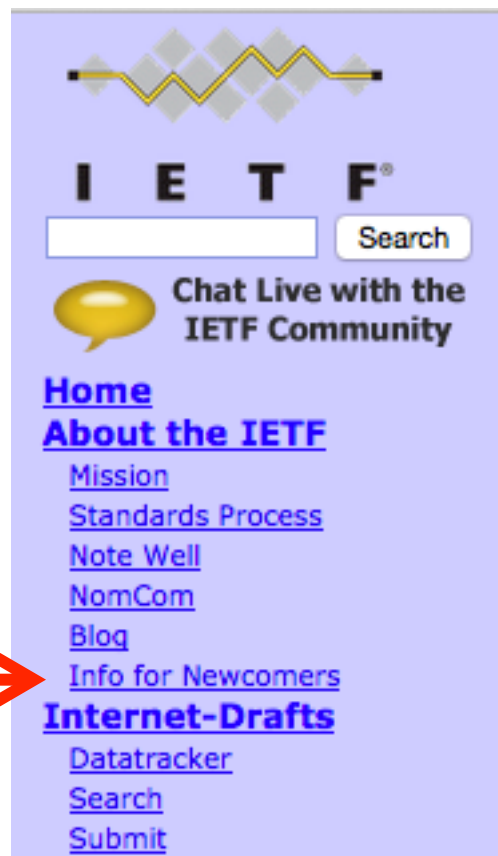 I E T F®
Search
Chat Live with the
IETF Community
Home
About the IETF
Mission
Standards Process
Note Well
NomCom
Blog
Info for Newcomers
Internet-Drafts
Datatracker
Search
Submit